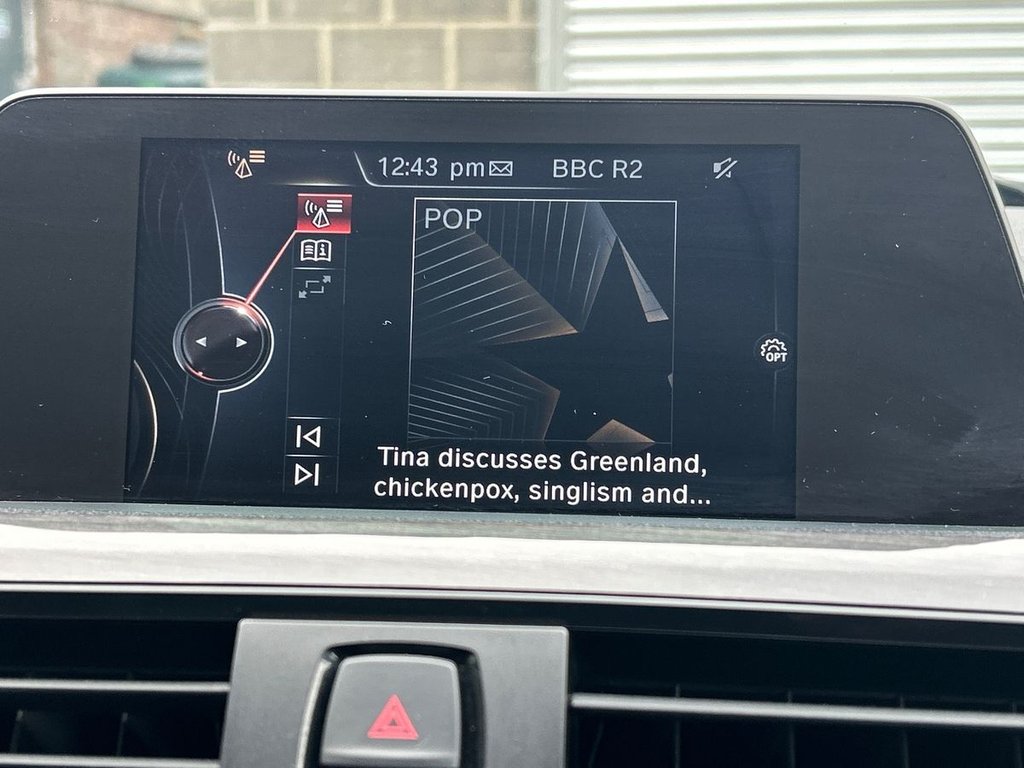 12:43 pm BBC R2
POP
OPT
Tina discusses Greenland,
chickenpox, singlism and...